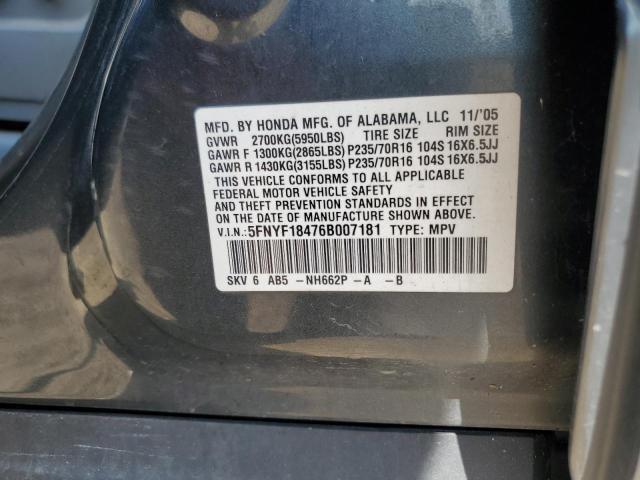 MFD. BY HONDA MFG. OF ALABAMA, LLC 11/'05
GVWR 2700KG(5950LBS) TIRE SIZE RIM SIZE
GAWR F 1300KG(2865LBS) P235/70R16 104S 16X6.5JJ
GAWR R 1430KG(3155LBS) P235/70R16 104S 16X6.5JJ
THIS VEHICLE CONFORMS TO ALL APPLICABLE
FEDERAL MOTOR VEHICLE SAFETY
AND THEFT PREVENTION STANDARDS IN EFFECT
ON THE DATE OF MANUFACTURE SHOWN ABOVE.
V.I.N.: 5FNYF18476B007181 TYPE: MPV
SKV 6 AB5 -NH662P -A -B